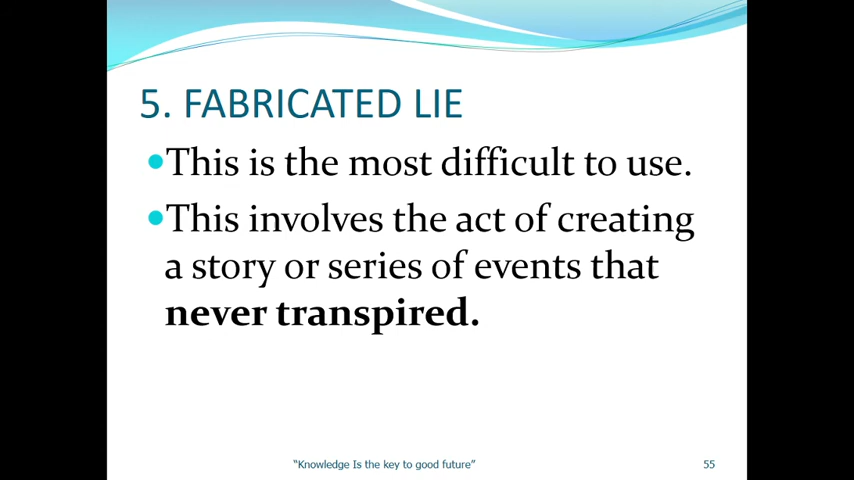 5. FABRICATED LIE
•This is the most difficult to use.
•This involves the act of creating
a story or series of events that
never transpired.
“Knowledge Is the key to good future”
55